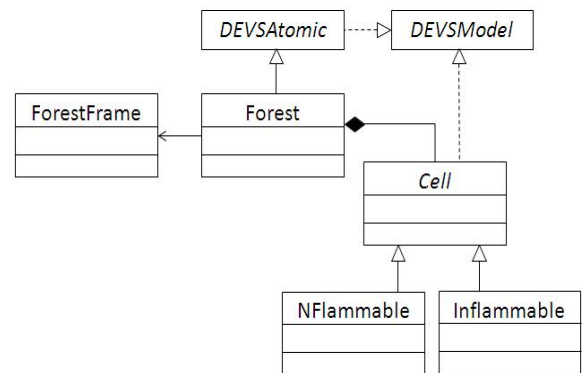 DEVSAtomic
DEVSModel
ForestFrame
Forest
Cell
NFlammable
Inflammable